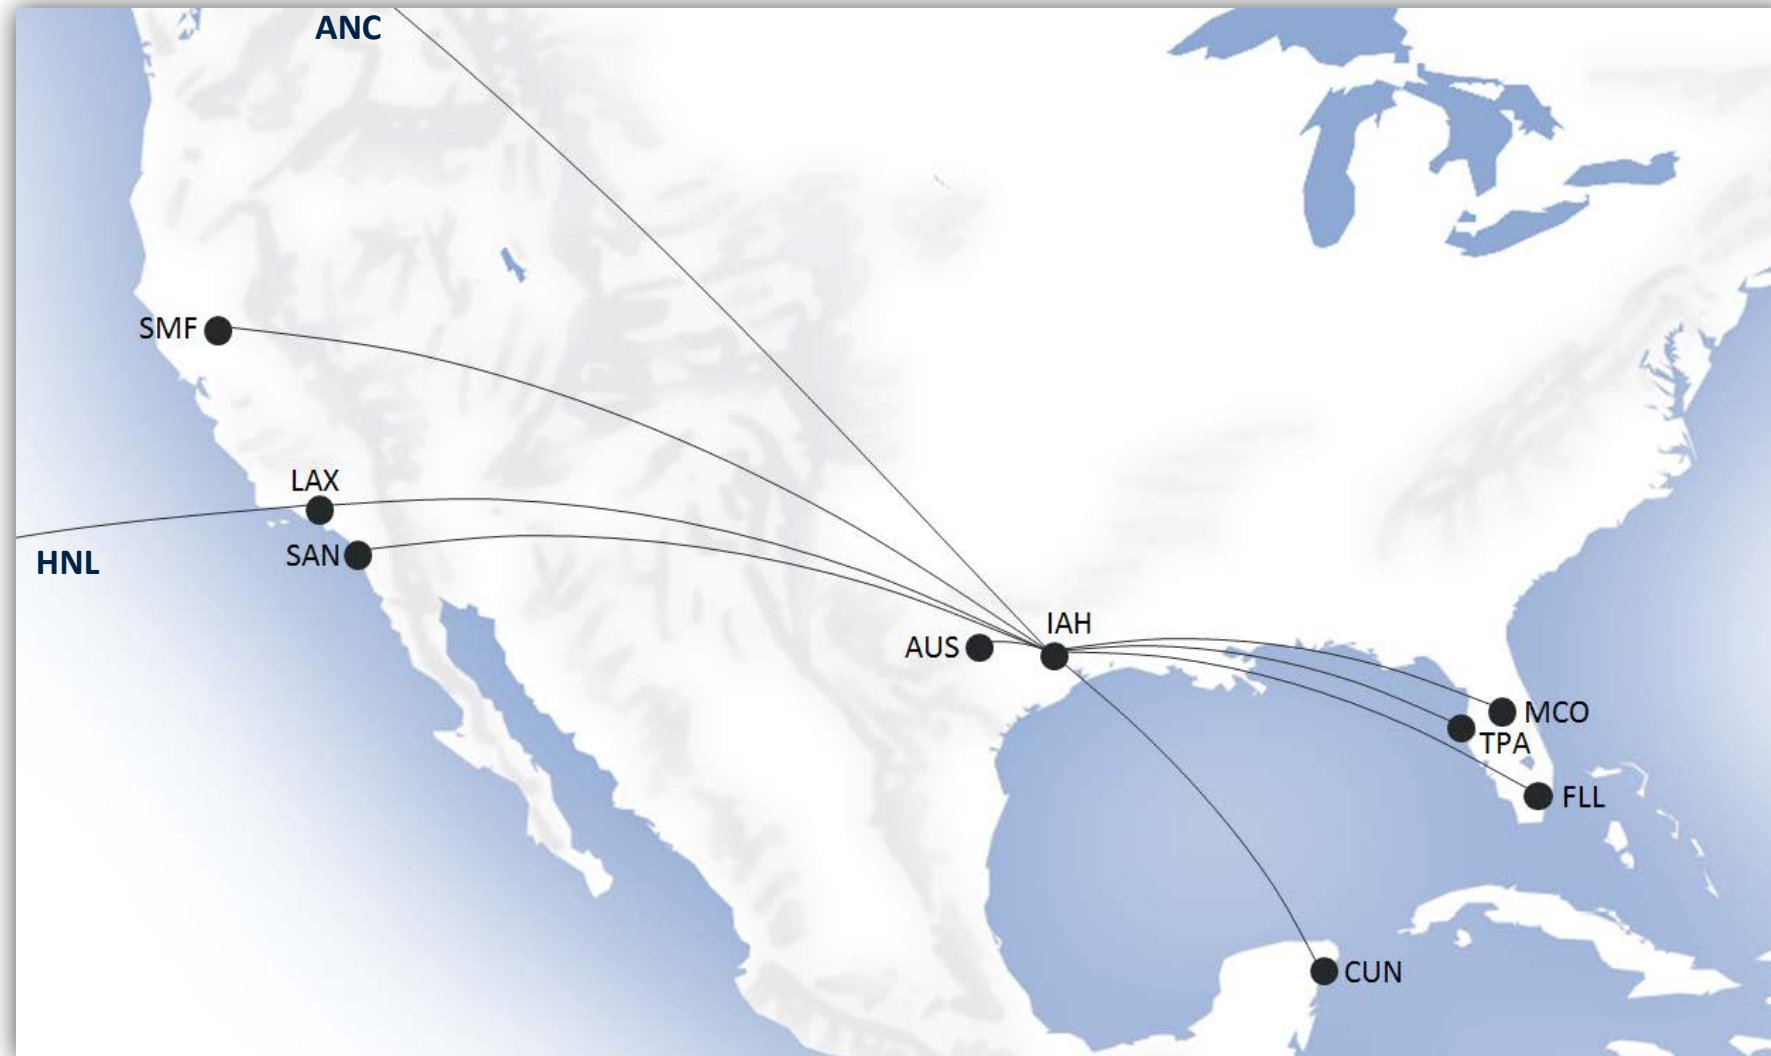 ANC
SMF
LAX
SAN
HNL
AUS
IAH
MCO
TPA
FLL
CUN